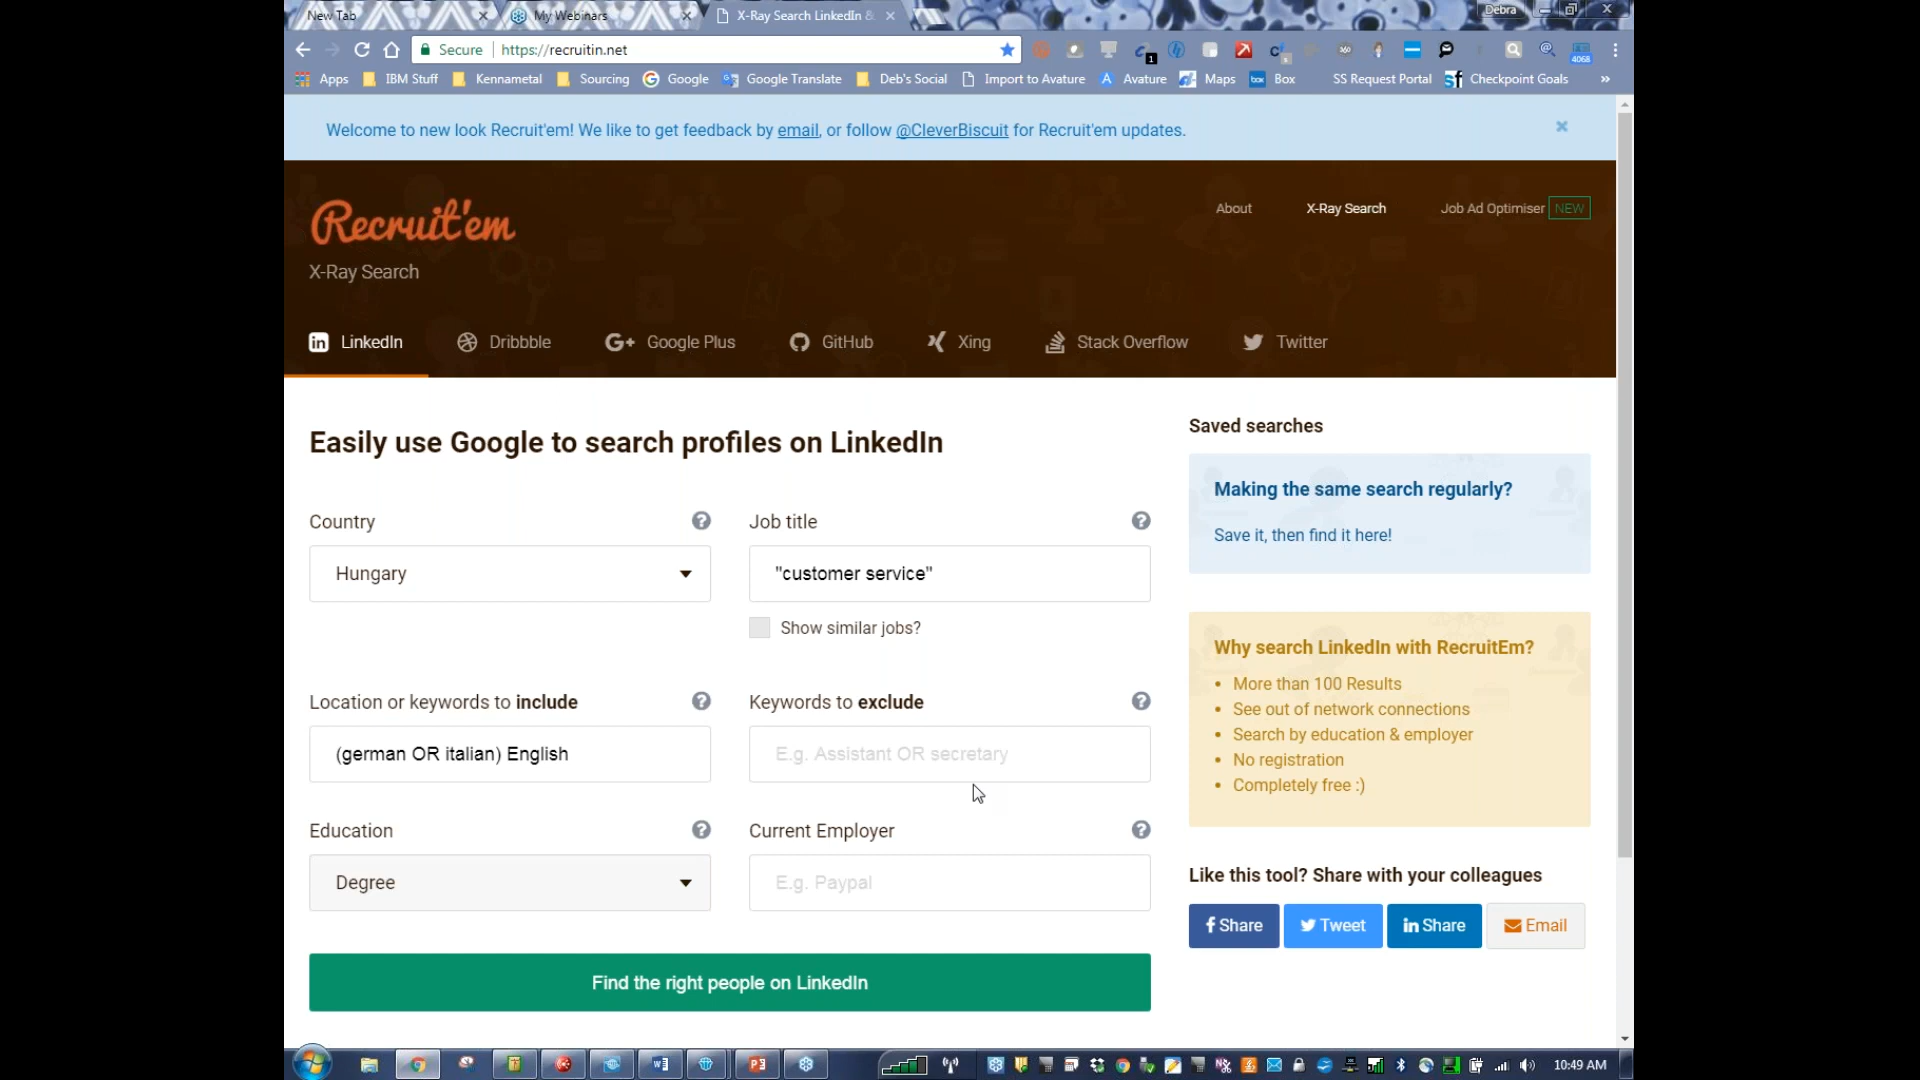 New Tab
My Webinars
X-Ray Search LinkedIn &
Debra
Secure
https://recruitin.net
1
4068
Apps
IBM Stuff
Kennametal
Sourcing
Google
Google Translate
Deb's Social
Import to Avature
Avature
Maps
Box
SS Request Portal
Checkpoint Goals
»
Welcome to new look Recruit'em! We like to get feedback by email, or follow @CleverBiscuit for Recruit'em updates.
Recruit'em
About
X-Ray Search
Job Ad Optimiser NEW
X-Ray Search
LinkedIn
Dribbble
Google Plus
GitHub
Xing
Stack Overflow
Twitter
Easily use Google to search profiles on LinkedIn
Country
Hungary
Job title
"customer service"
Show similar jobs?
Location or keywords to include
(german OR italian) English
Keywords to exclude
E.g. Assistant OR secretary
Education
Degree
Current Employer
E.g. Paypal
Find the right people on LinkedIn
Saved searches
Making the same search regularly?
Save it, then find it here!
Why search LinkedIn with RecruitEm?
• More than 100 Results
• See out of network connections
• Search by education & employer
• No registration
• Completely free :)
Like this tool? Share with your colleagues
Share
Tweet
Share
Email
10:49 AM